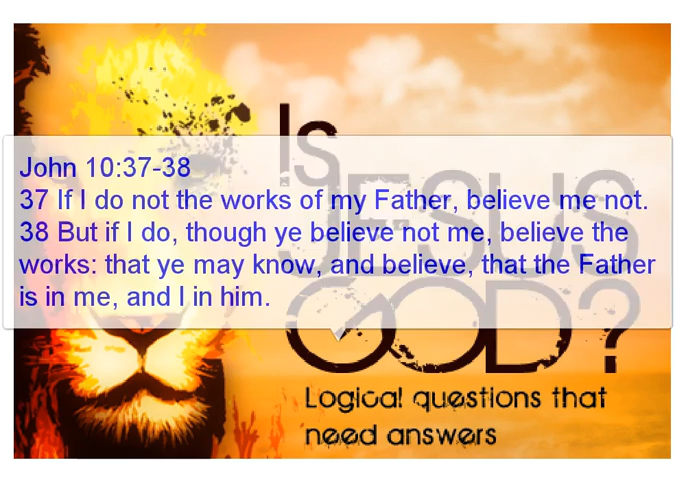 Is
John 10:37-38
JESUS
37 If I do not the works of my Father, believe me not.
38 But if I do, though ye believe not me, believe the
works: that ye may know, and believe, that the Father
is in me, and I in him.
GOD?
Logical questions that
need answers